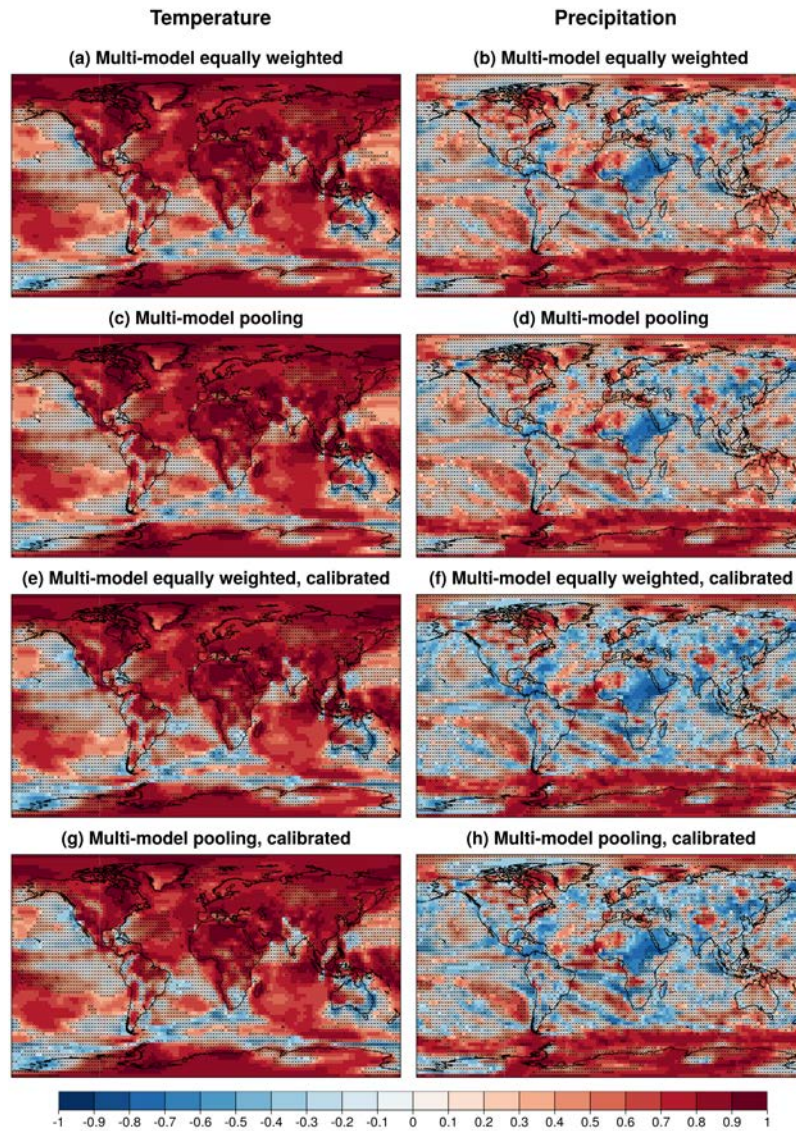 Temperature Precipitation
(a) Multi-model equally weighted (b) Multi-model equally weighted
(c) Multi-model pooling (d) Multi-model pooling
(e) Multi-model equally weighted, calibrated (f) Multi-model equally weighted, calibrated
(g) Multi-model pooling, calibrated (h) Multi-model pooling, calibrated
-1 -0.9 -0.8 -0.7 -0.6 -0.5 -0.4 -0.3 -0.2 -0.1 0 0.1 0.2 0.3 0.4 0.5 0.6 0.7 0.8 0.9 1